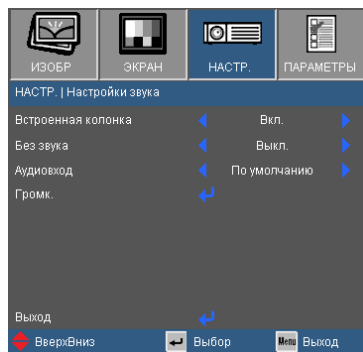 ИЗОБР ЭКРАН НАСТР. ПАРАМЕТРЫ
НАСТР. | Настройки звука
Встроенная колонка Вкл.
Без звука Выкл.
Аудиовход По умолчанию
Громк.
Выход
ВверхВниз Выбор Menu Выход